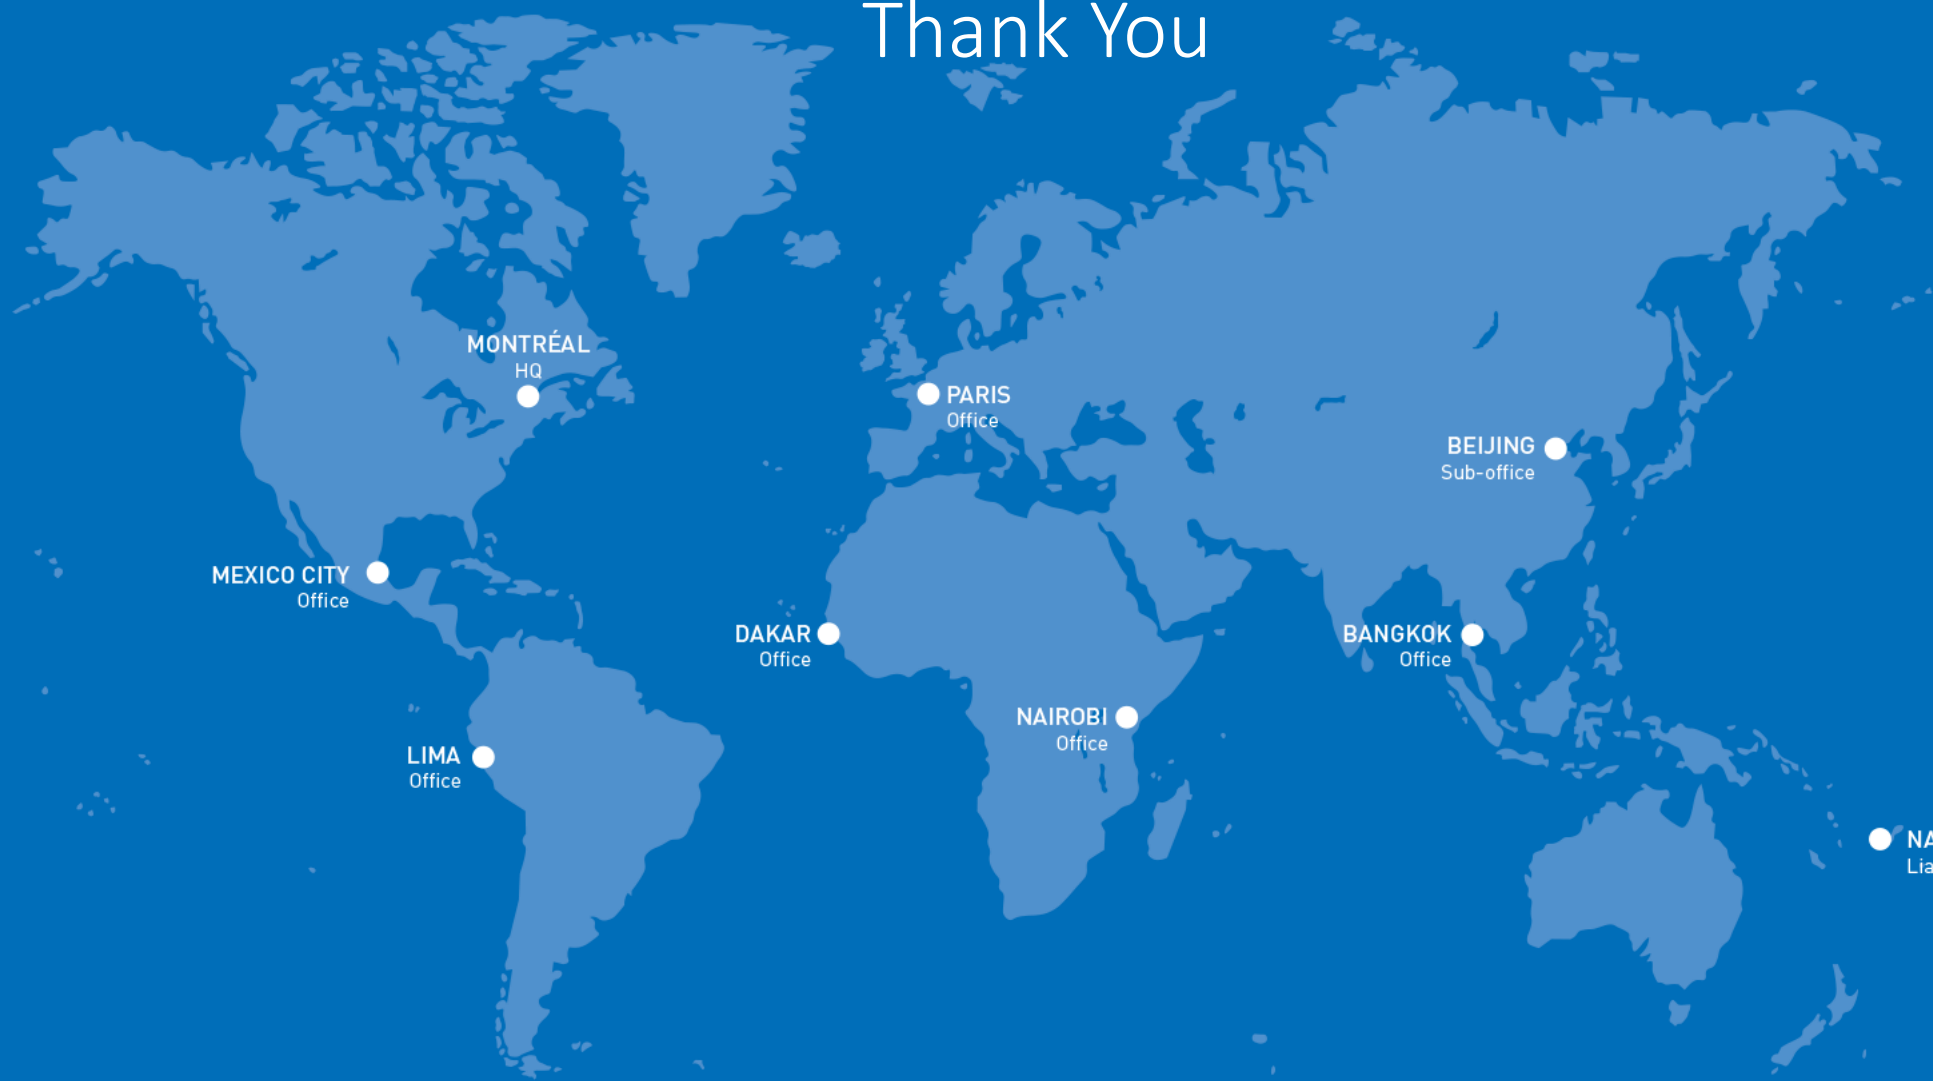 Thank You
MONTRÉAL
HQ
PARIS
Office
BEIJING
Sub-office
MEXICO CITY
Office
DAKAR
Office
BANGKOK
Office
NAIROBI
Office
LIMA
Office